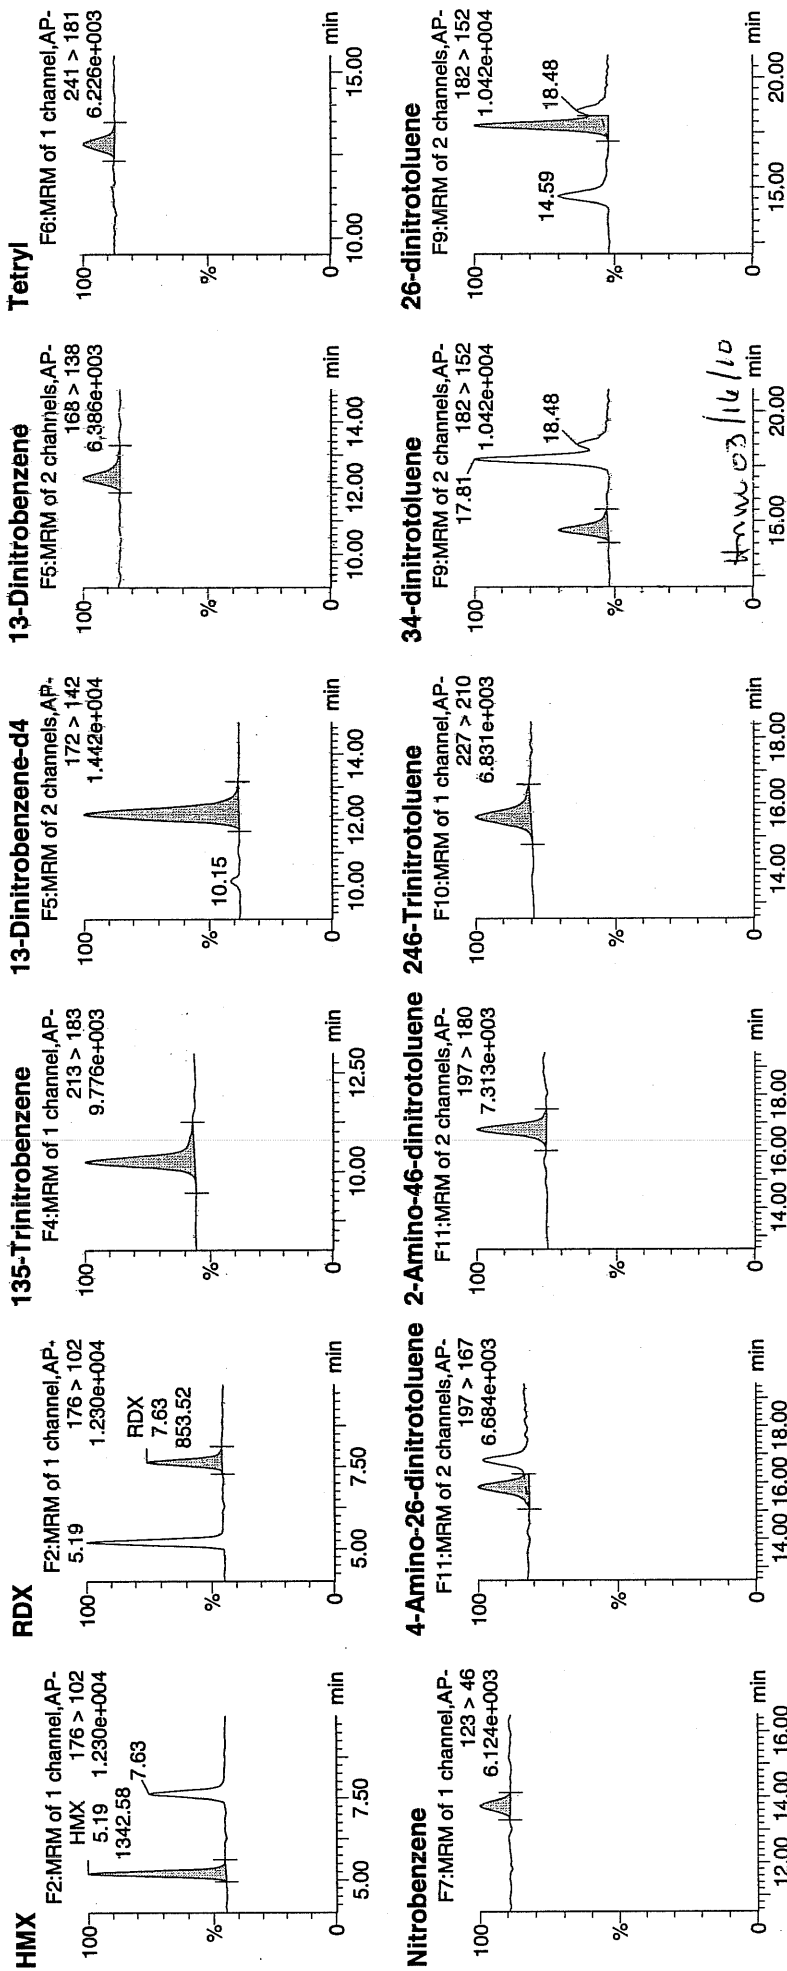 HMX
F2:MRM of 1 channel,AP-
HMX 176 > 102
5.19 1.230e+004
1342.58
7.63
100
%
0
5.00 7.50 min
RDX
F2:MRM of 1 channel,AP-
5.19 176 > 102
1.230e+004
RDX
7.63
853.52
100
%
0
5.00 7.50 min
135-Trinitrobenzene
F4:MRM of 1 channel,AP-
213 > 183
9.776e+003
100
%
0
10.00 12.50 min
13-Dinitrobenzene-d4
F5:MRM of 2 channels,AP-
172 > 142
1.442e+004
10.15
100
%
0
10.00 12.00 14.00 min
13-Dinitrobenzene
F5:MRM of 2 channels,AP-
168 > 138
6.386e+003
100
%
0
10.00 12.00 14.00 min
Tetryl
F6:MRM of 1 channel,AP-
241 > 181
6.226e+003
100
%
0
10.00 15.00 min
Nitrobenzene
F7:MRM of 1 channel,AP-
123 > 46
6.124e+003
100
%
0
12.00 14.00 16.00 min
4-Amino-26-dinitrotoluene
F11:MRM of 2 channels,AP-
197 > 167
6.684e+003
100
%
0
14.00 16.00 18.00 min
2-Amino-46-dinitrotoluene
F11:MRM of 2 channels,AP-
197 > 180
7.313e+003
100
%
0
14.00 16.00 18.00 min
246-Trinitrotoluene
F10:MRM of 1 channel,AP-
227 > 210
6.831e+003
100
%
0
14.00 16.00 18.00 min
34-dinitrotoluene
F9:MRM of 2 channels,AP-
17.81 182 > 152
1.042e+004
18.48
100
%
0
15.00 20.00 min
03/16/10
26-dinitrotoluene
F9:MRM of 2 channels,AP-
182 > 152
1.042e+004
14.59
18.48
100
%
0
15.00 20.00 min